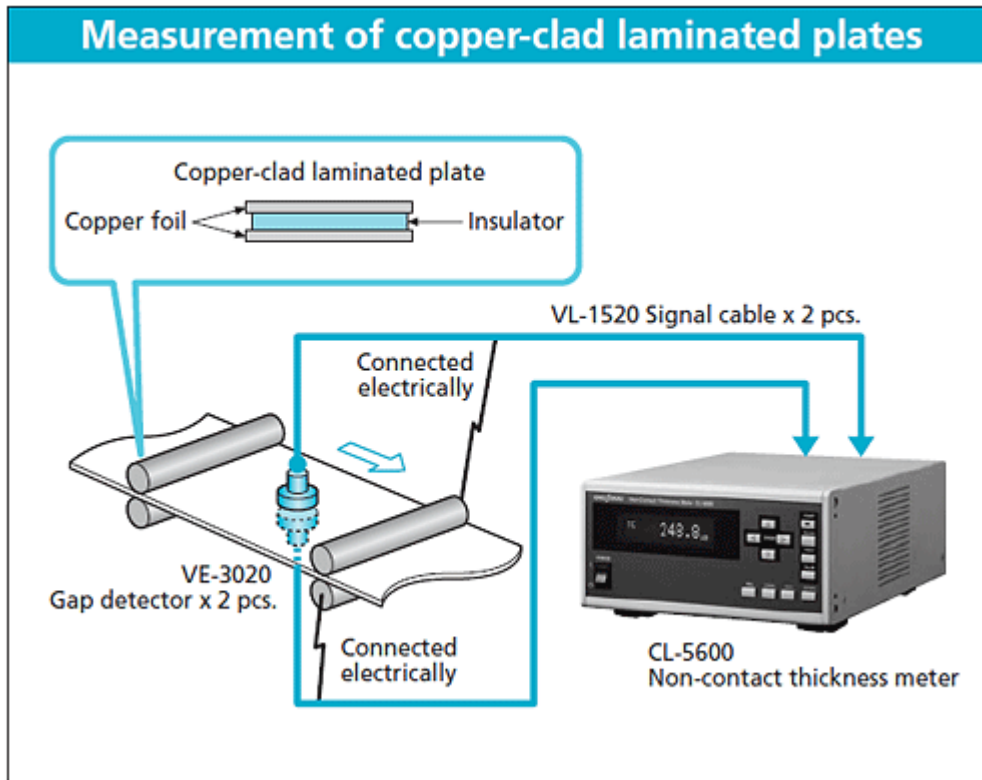 Measurement of copper-clad laminated plates
Copper-clad laminated plate
Copper foil
Insulator
VL-1520 Signal cable x 2 pcs.
Connected
electrically
VE-3020
Gap detector x 2 pcs.
Connected
electrically
248.8
CL-5600
Non-contact thickness meter